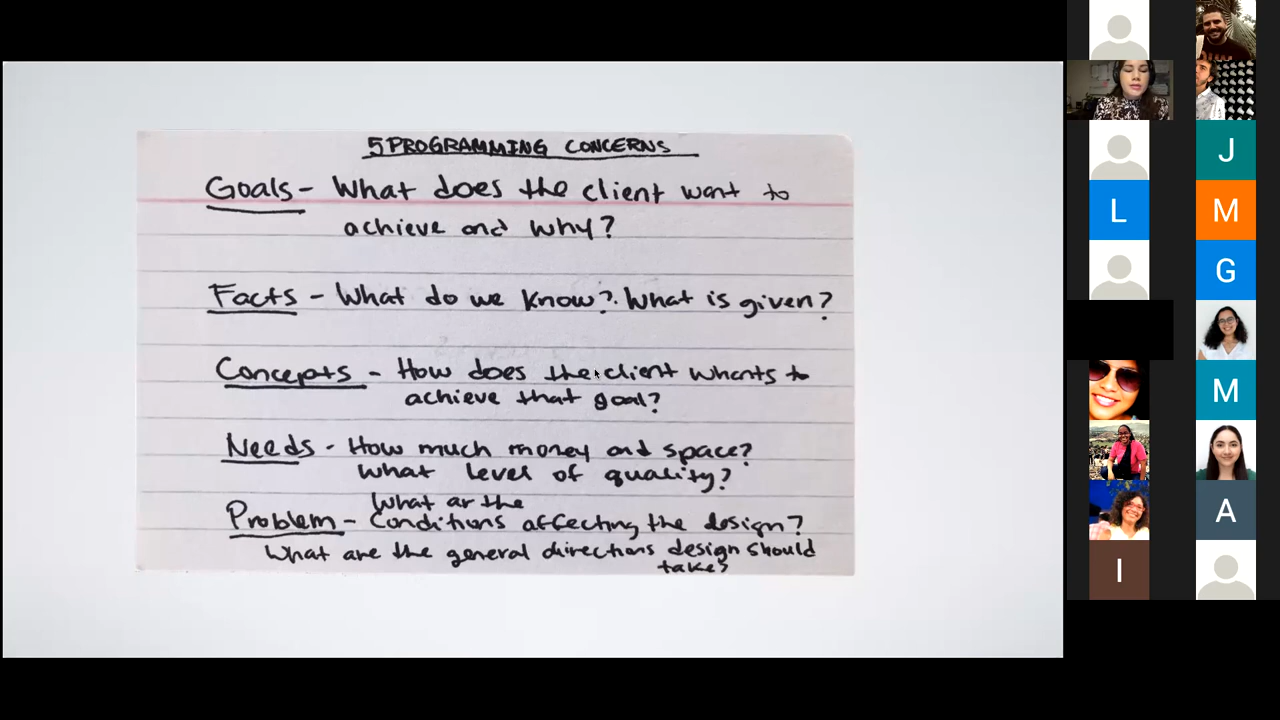 5 PROGRAMMING CONCERNS
Goals - What does the client want to
achieve and why?
Facts - What do we know? What is given?
Concepts - How does the client whants to
achieve that goal?
Needs - How much money and space?
What level of quality?
What ar the
Problem - Conditions affecting the design?
What are the general directions design should
take?
J
L
M
G
M
A
I